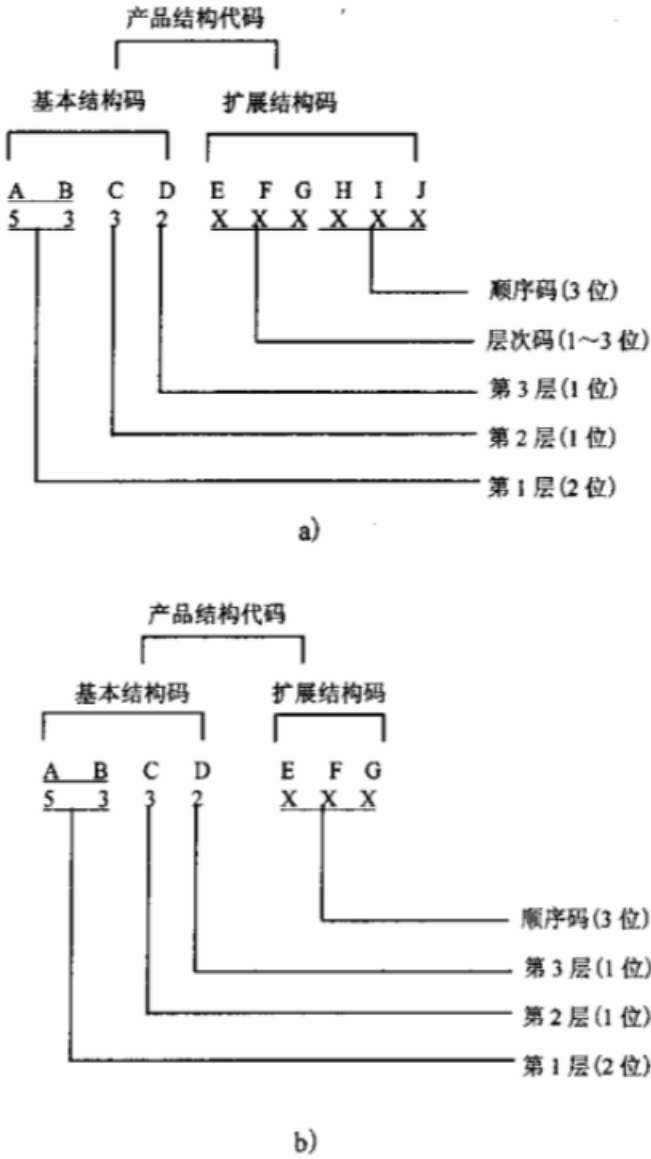 产品结构代码
基本结构码 扩展结构码
A B C D E F G H I J
5 3 3 2 X X X X X X
顺序码(3 位)
层次码(1~3 位)
第 3 层(1 位)
第 2 层(1 位)
第 1 层(2 位)
a)
产品结构代码
基本结构码 扩展结构码
A B C D E F G
5 3 3 2 X X X
顺序码(3 位)
第 3 层(1 位)
第 2 层(1 位)
第 1 层(2 位)
b)